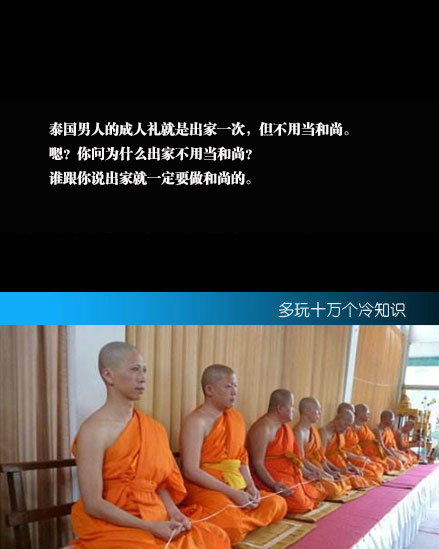 泰国男人的成人礼就是出家一次，但不用当和尚。
嗯？你问为什么出家不用当和尚？
谁跟你说出家就一定要做和尚的。
多玩十万个冷知识